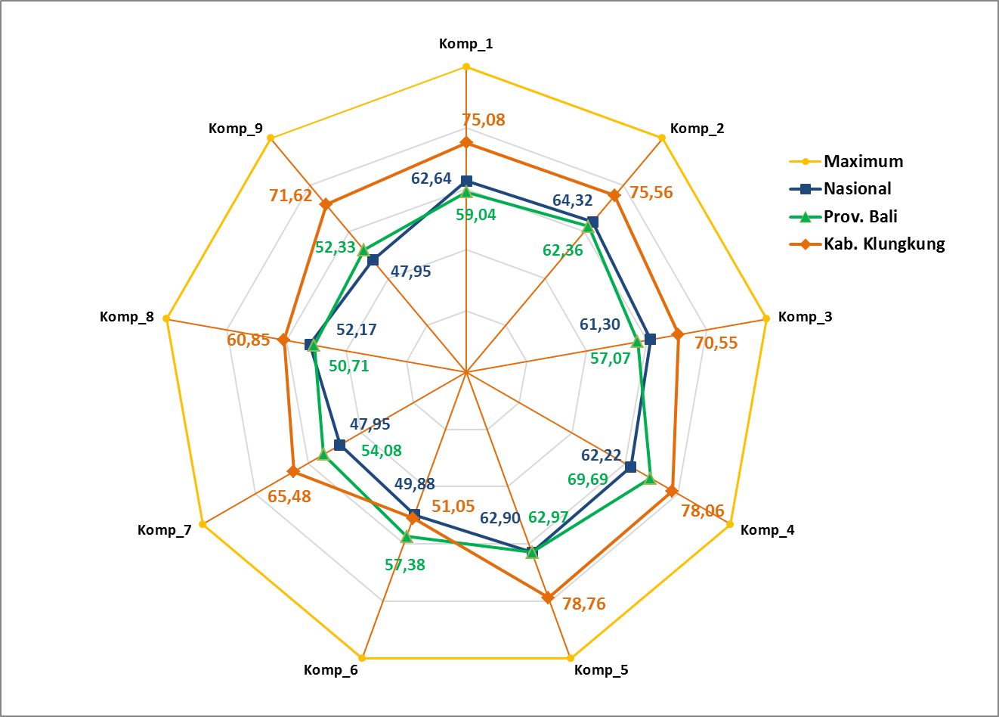 Komp_1
75,08
Komp_9
Komp_2
Maximum
62,64
71,62
64,32
75,56
Nasional
59,04
Prov. Bali
52,33
62,36
Kab. Klungkung
47,95
Komp_8
Komp_3
61,30
60,85
52,17
70,55
50,71
57,07
47,95
54,08
62,22
69,69
49,88
65,48
51,05
78,06
62,90
62,97
Komp_7
Komp_4
57,38
78,76
Komp_6
Komp_5